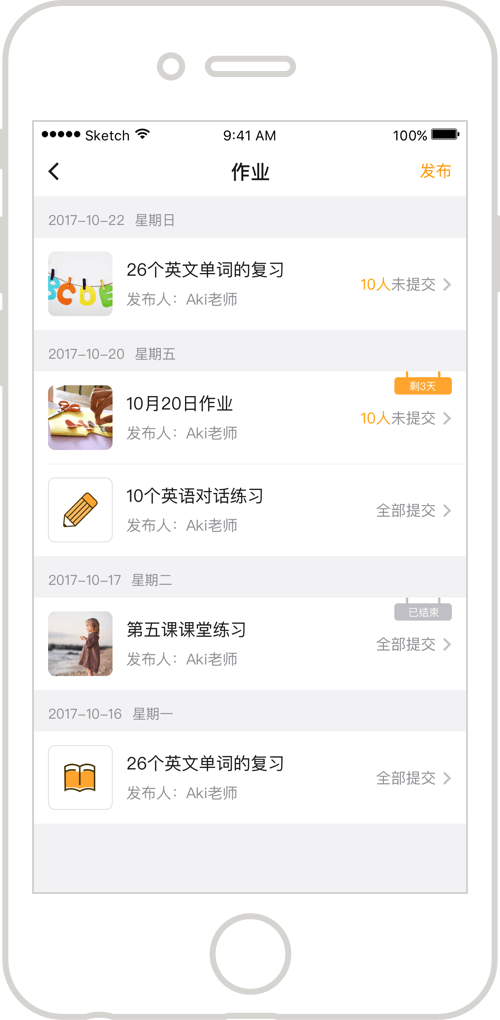 ●●●●● Sketch 9:41 AM 100%
作业 发布
2017-10-22 星期日
26个英文单词的复习
10人未提交
发布人：Aki老师
2017-10-20 星期五
剩3天
10月20日作业
10人未提交
发布人：Aki老师
10个英语对话练习
全部提交
发布人：Aki老师
2017-10-17 星期二
已结束
第五课课堂练习
全部提交
发布人：Aki老师
2017-10-16 星期一
26个英文单词的复习
全部提交
发布人：Aki老师